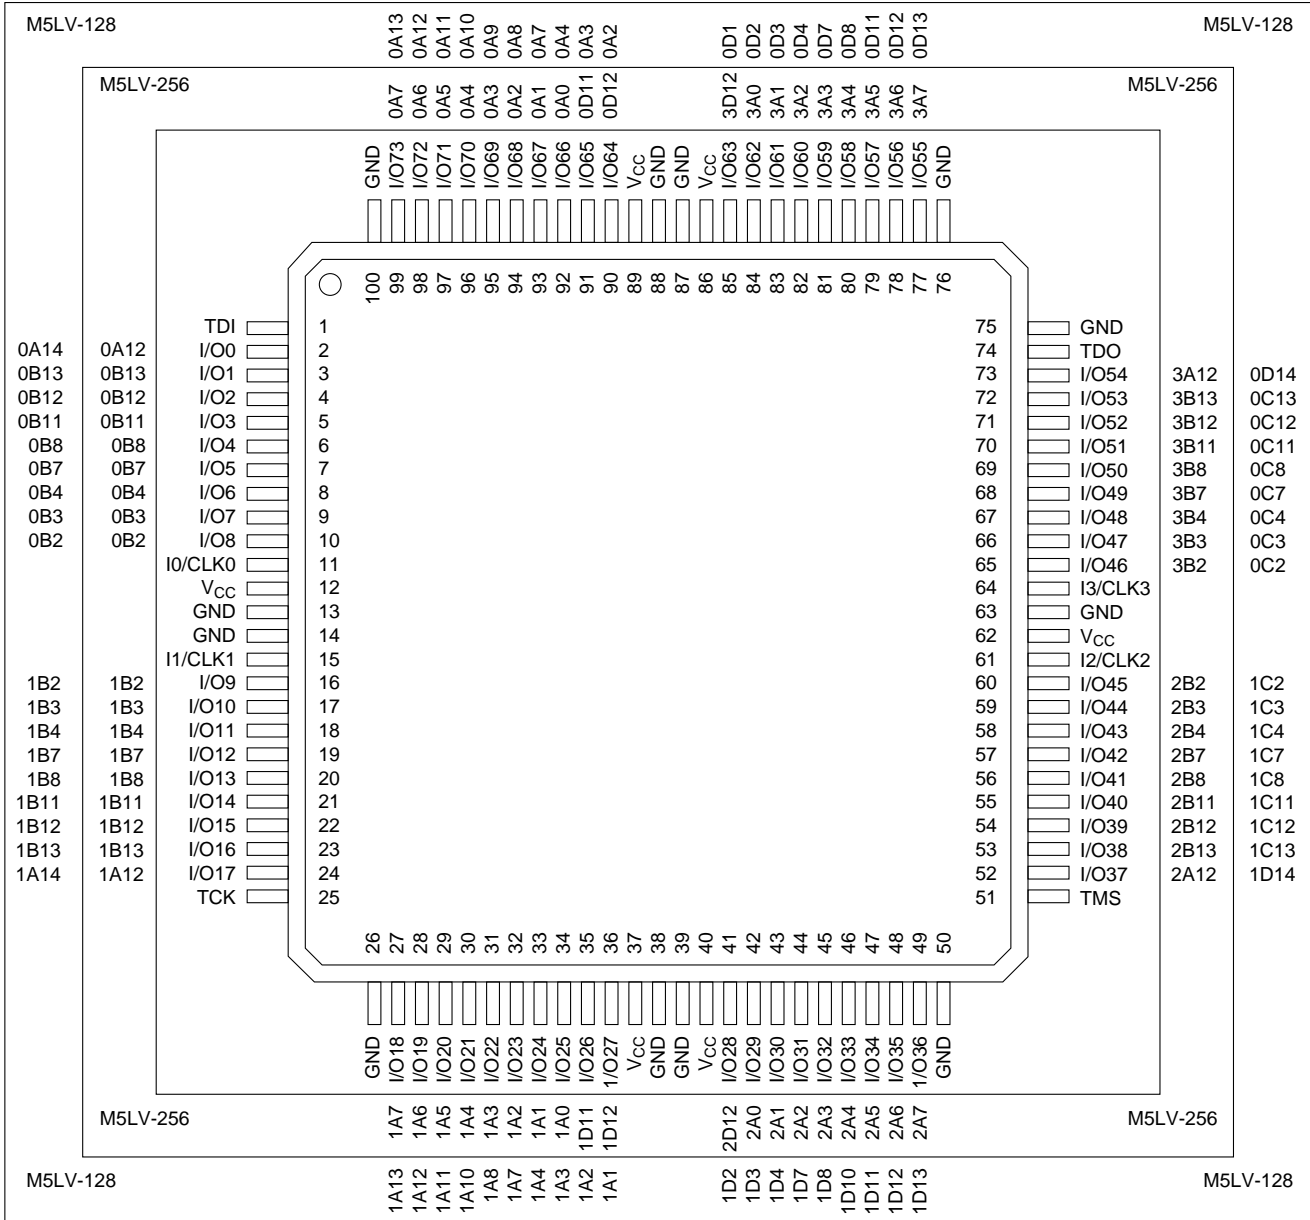 M5LV-128 0A13 0A12 0A11 0A10 0A9 0A8 0A7 0A4 0A3 0A2 0D1 0D2 0D3 0D4 0D7 0D8 0D11 0D12 0D13 M5LV-128
M5LV-256 0A7 0A6 0A5 0A4 0A3 0A2 0A1 0A0 0D11 0D12 3D12 3A0 3A1 3A2 3A3 3A4 3A5 3A6 3A7 M5LV-256
GND I/O73 I/O72 I/O71 I/O70 I/O69 I/O68 I/O67 I/O66 I/O65 I/O64 VCC GND GND VCC I/O63 I/O62 I/O61 I/O60 I/O59 I/O58 I/O57 I/O56 I/O55 GND
100 99 98 97 96 95 94 93 92 91 90 89 88 87 86 85 84 83 82 81 80 79 78 77 76
TDI 1 75 GND
0A14 0A12 I/O0 2 74 TDO
0B13 0B13 I/O1 3 73 I/O54 3A12 0D14
0B12 0B12 I/O2 4 72 I/O53 3B13 0C13
0B11 0B11 I/O3 5 71 I/O52 3B12 0C12
0B8 0B8 I/O4 6 70 I/O51 3B11 0C11
0B7 0B7 I/O5 7 69 I/O50 3B8 0C8
0B4 0B4 I/O6 8 68 I/O49 3B7 0C7
0B3 0B3 I/O7 9 67 I/O48 3B4 0C4
0B2 0B2 I/O8 10 66 I/O47 3B3 0C3
I0/CLK0 11 65 I/O46 3B2 0C2
VCC 12 64 I3/CLK3
GND 13 63 GND
GND 14 62 VCC
I1/CLK1 15 61 I2/CLK2
1B2 1B2 I/O9 16 60 I/O45 2B2 1C2
1B3 1B3 I/O10 17 59 I/O44 2B3 1C3
1B4 1B4 I/O11 18 58 I/O43 2B4 1C4
1B7 1B7 I/O12 19 57 I/O42 2B7 1C7
1B8 1B8 I/O13 20 56 I/O41 2B8 1C8
1B11 1B11 I/O14 21 55 I/O40 2B11 1C11
1B12 1B12 I/O15 22 54 I/O39 2B12 1C12
1B13 1B13 I/O16 23 53 I/O38 2B13 1C13
1A14 1A12 I/O17 24 52 I/O37 2A12 1D14
TCK 25 51 TMS
26 27 28 29 30 31 32 33 34 35 36 37 38 39 40 41 42 43 44 45 46 47 48 49 50
GND I/O18 I/O19 I/O20 I/O21 I/O22 I/O23 I/O24 I/O25 I/O26 1/O27 VCC GND GND VCC I/O28 I/O29 I/O30 I/O31 I/O32 I/O33 I/O34 I/O35 1/O36 GND
M5LV-256 1A7 1A6 1A5 1A4 1A3 1A2 1A1 1A0 1D11 1D12 2D12 2A0 2A1 2A2 2A3 2A4 2A5 2A6 2A7 M5LV-256
M5LV-128 1A13 1A12 1A11 1A10 1A8 1A7 1A4 1A3 1A2 1A1 1D2 1D3 1D4 1D7 1D8 1D10 1D11 1D12 1D13 M5LV-128